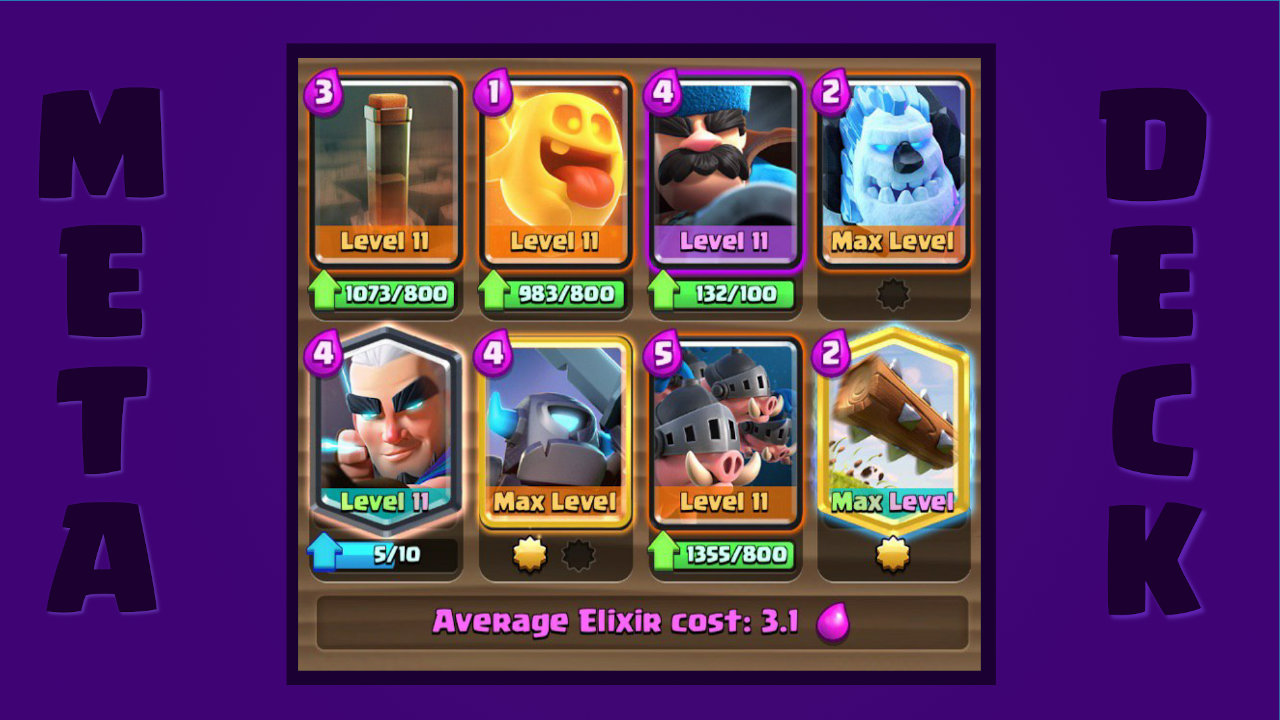 META
DECK
3
1
4
2
Level 11
Level 11
Level 11
Max Level
1073/800
983/800
132/100
4
4
5
2
Level 11
Max Level
Level 11
Max Level
5/10
1355/800
Average Elixir cost: 3.1